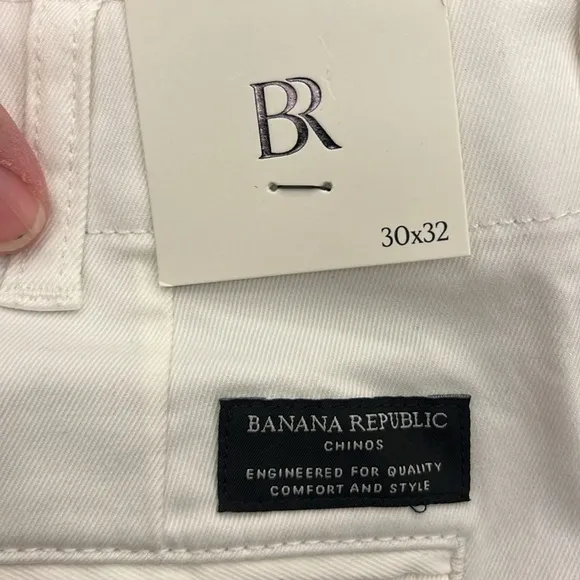 BR
30x32
BANANA REPUBLIC
CHINOS
ENGINEERED FOR QUALITY
COMFORT AND STYLE